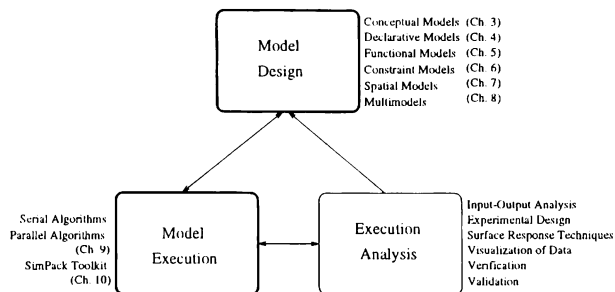 Model
Design
Conceptual Models (Ch. 3)
Declarative Models (Ch. 4)
Functional Models (Ch. 5)
Constraint Models (Ch. 6)
Spatial Models (Ch. 7)
Multimodels (Ch. 8)
Serial Algorithms
Parallel Algorithms
(Ch 9)
SimPack Toolkit
(Ch. 10)
Model
Execution
Execution
Analysis
Input-Output Analysis
Experimental Design
Surface Response Techniques
Visualization of Data
Verification
Validation